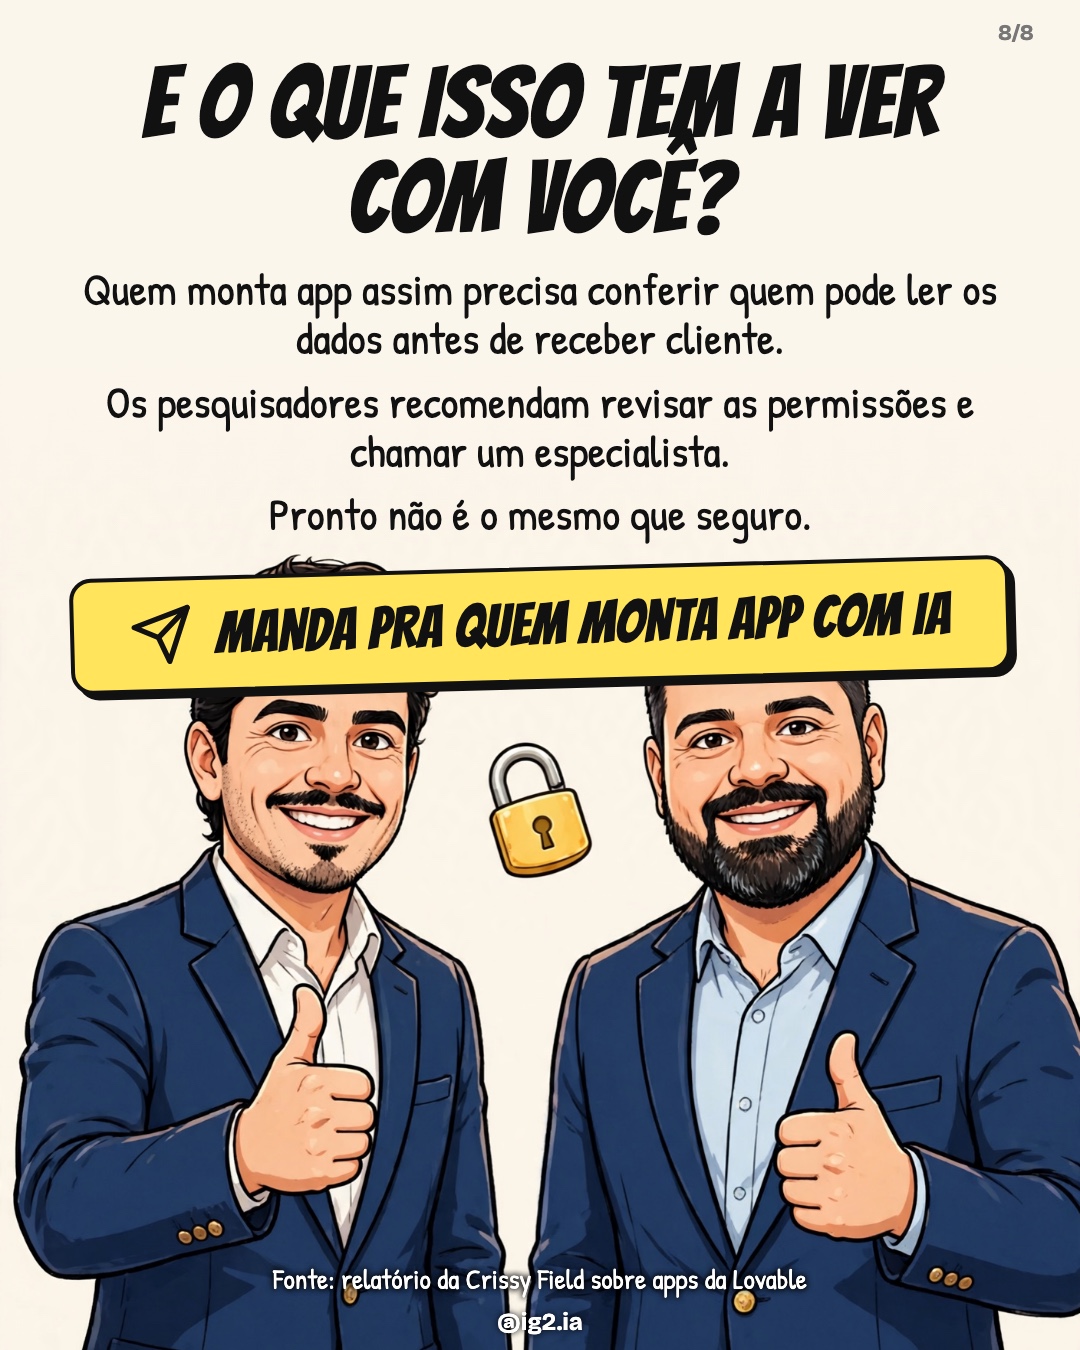 8/8
E O QUE ISSO TEM A VER
COM VOCÊ?
Quem monta app assim precisa conferir quem pode ler os
dados antes de receber cliente.
Os pesquisadores recomendam revisar as permissões e
chamar um especialista.
Pronto não é o mesmo que seguro.
MANDA PRA QUEM MONTA APP COM IA
Fonte: relatório da Crissy Field sobre apps da Lovable
@ig2.ia